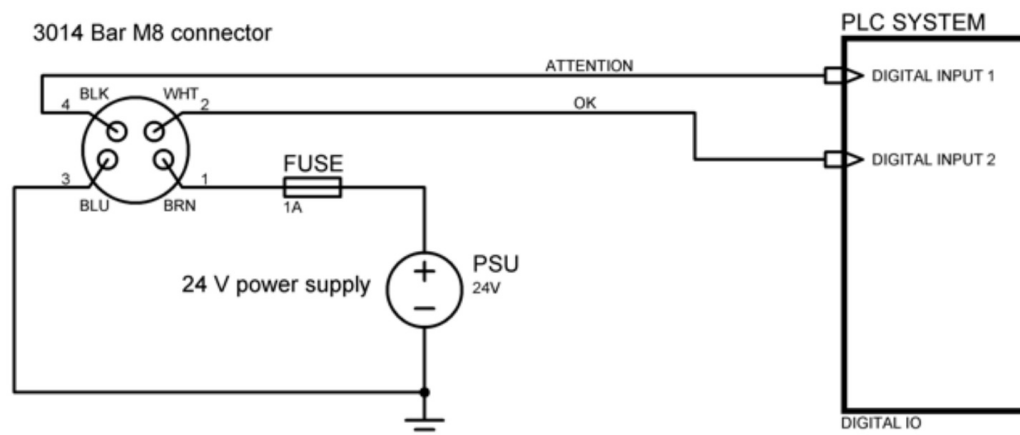 PLC SYSTEM
3014 Bar M8 connector
ATTENTION
DIGITAL INPUT 1
BLK
WHT
4
2
OK
FUSE
DIGITAL INPUT 2
3
1
BLU
BRN
1A
24 V power supply
+
PSU
24V
−
DIGITAL IO